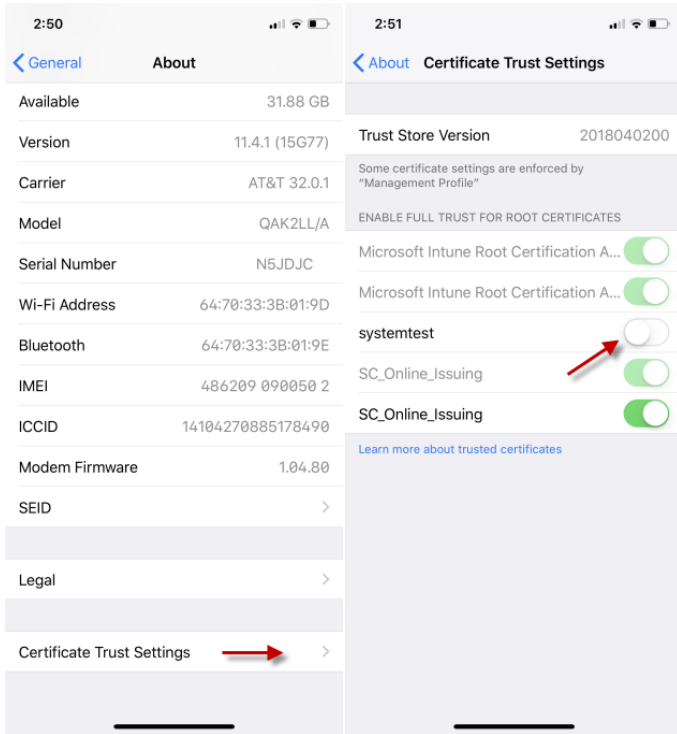 2:50
General
About
Available 31.88 GB
Version 11.4.1 (15G77)
Carrier AT&T 32.0.1
Model QAK2LL/A
Serial Number N5JDJC
Wi-Fi Address 64:70:33:3B:01:9D
Bluetooth 64:70:33:3B:01:9E
IMEI 486209 090050 2
ICCID 14104270885178490
Modem Firmware 1.04.80
SEID
Legal
Certificate Trust Settings
2:51
About
Certificate Trust Settings
Trust Store Version 2018040200
Some certificate settings are enforced by
“Management Profile”
ENABLE FULL TRUST FOR ROOT CERTIFICATES
Microsoft Intune Root Certification A...
Microsoft Intune Root Certification A...
systemtest
SC_Online_Issuing
SC_Online_Issuing
Learn more about trusted certificates